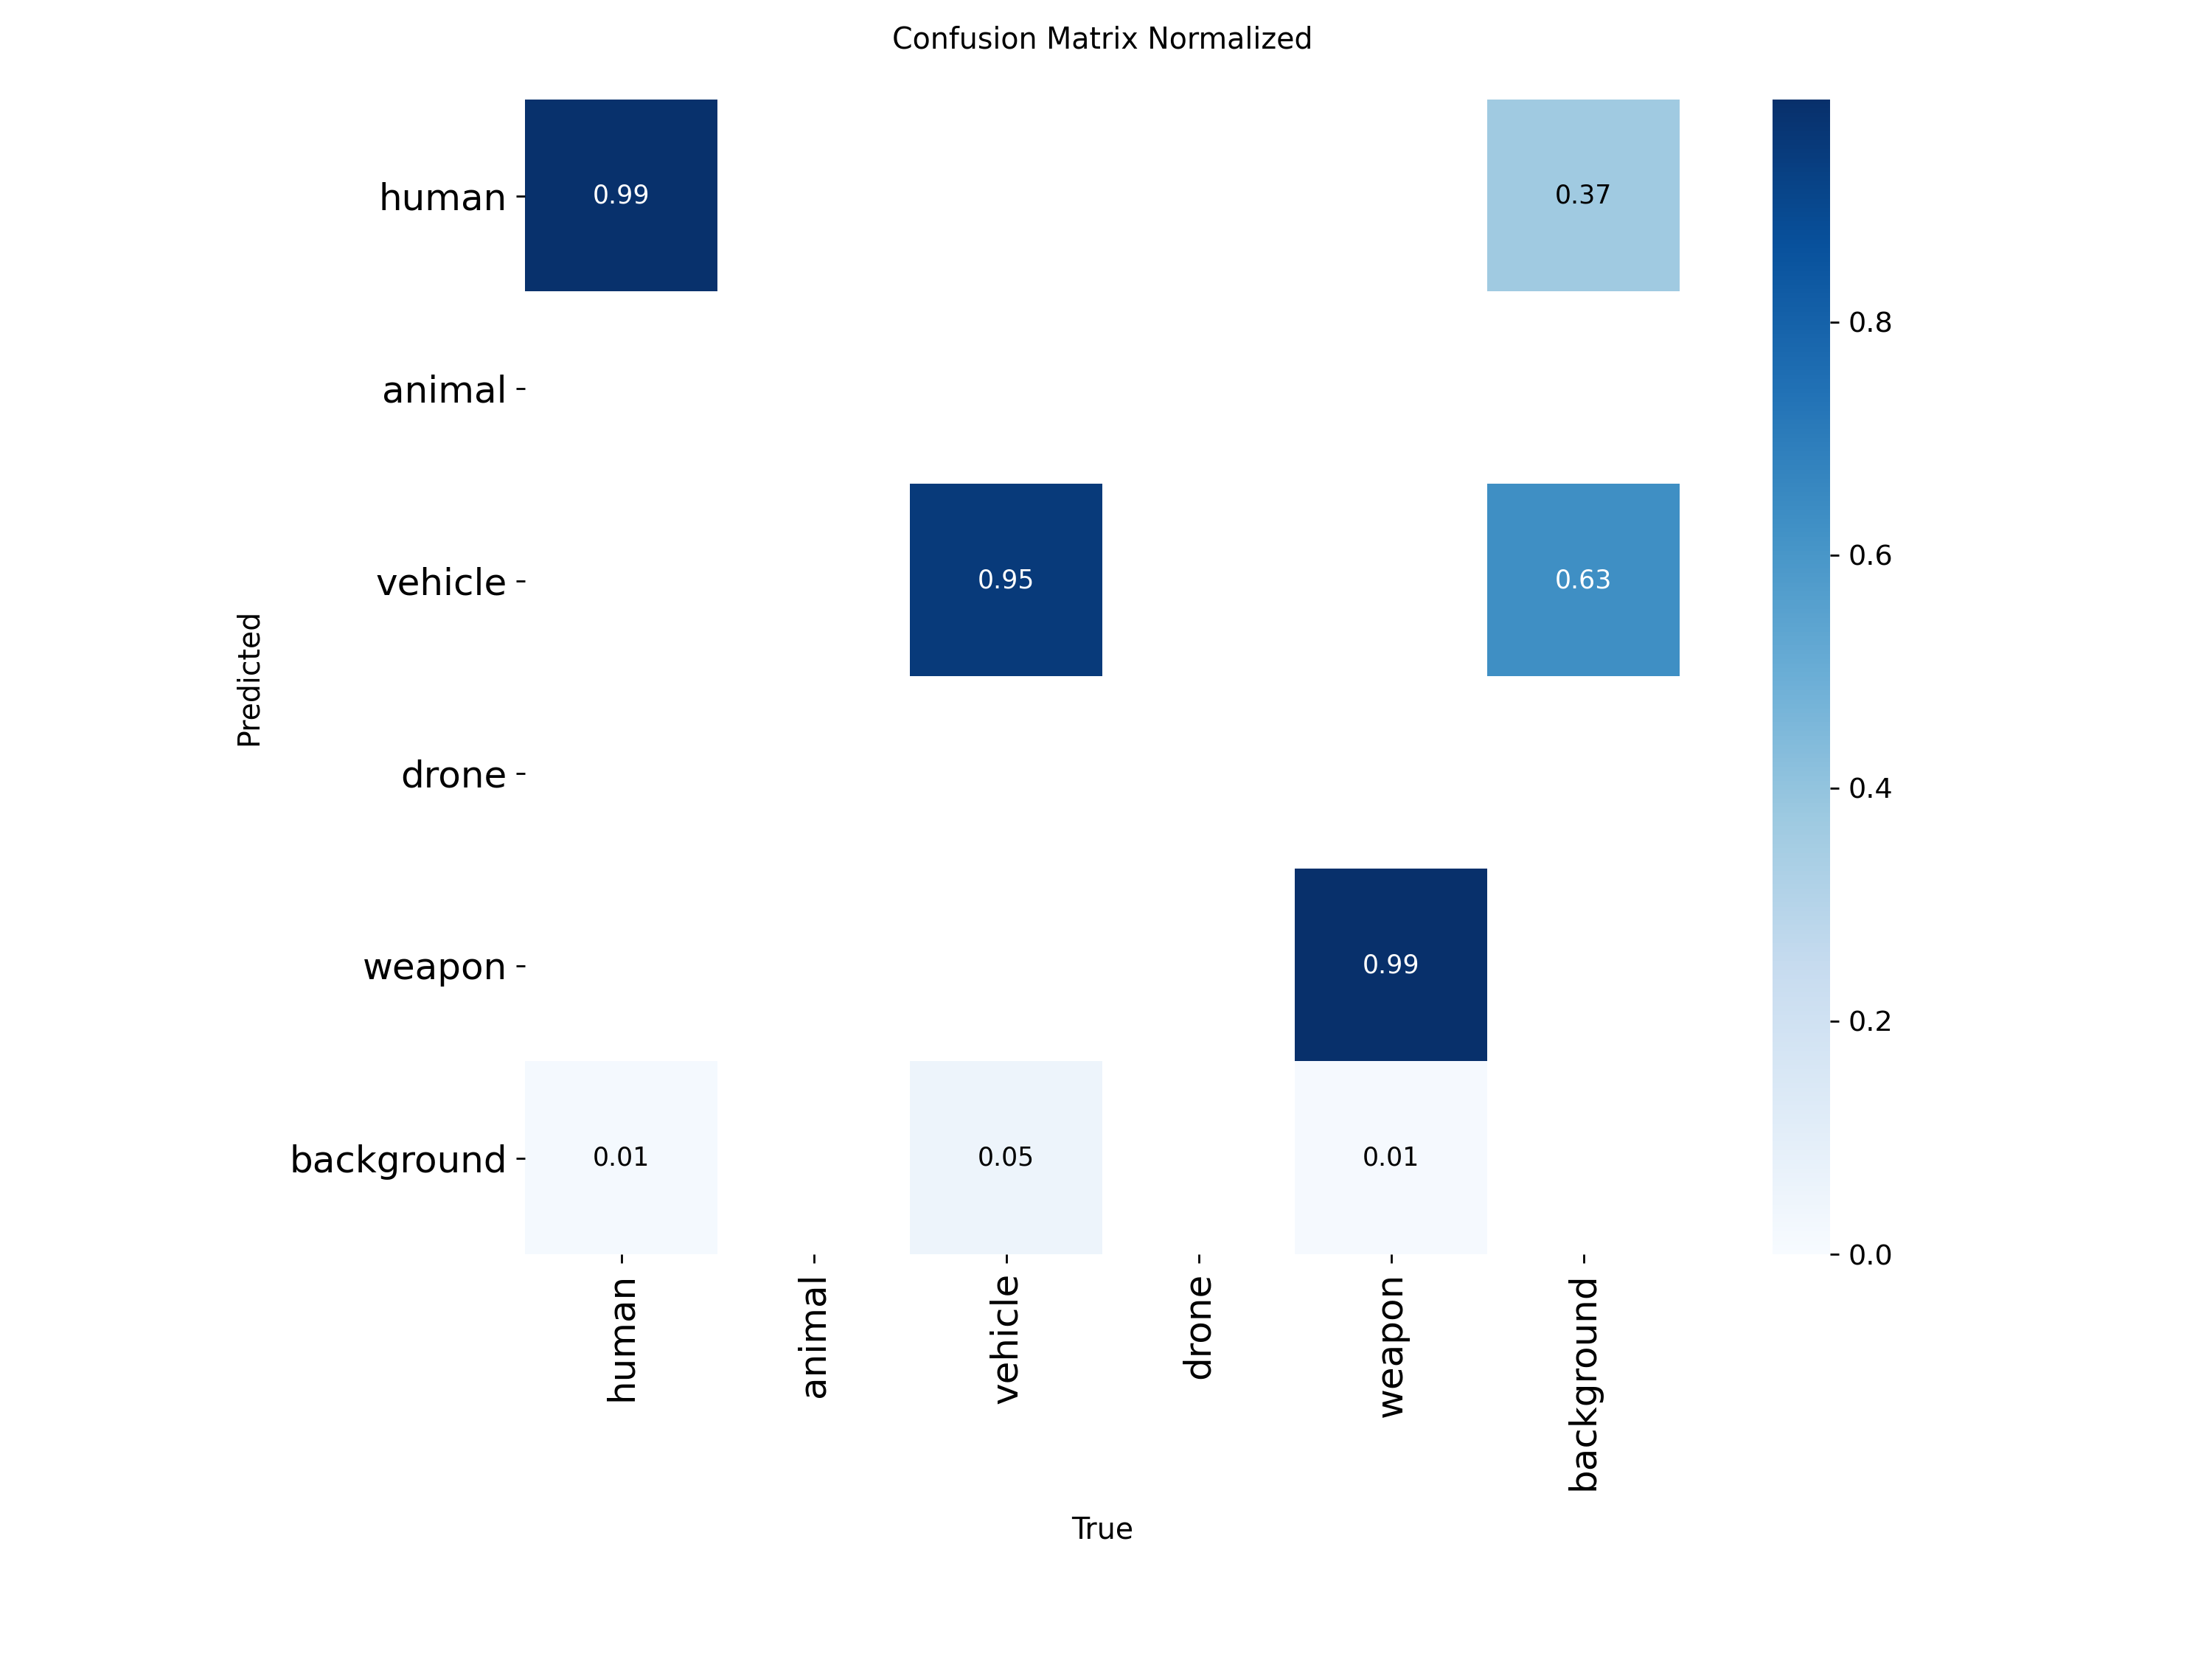 Confusion Matrix Normalized
human
0.99
0.37
animal
vehicle
0.95
0.63
drone
weapon
0.99
background
0.01
0.05
0.01
Predicted
human
animal
vehicle
drone
weapon
background
True
0.8
0.6
0.4
0.2
0.0